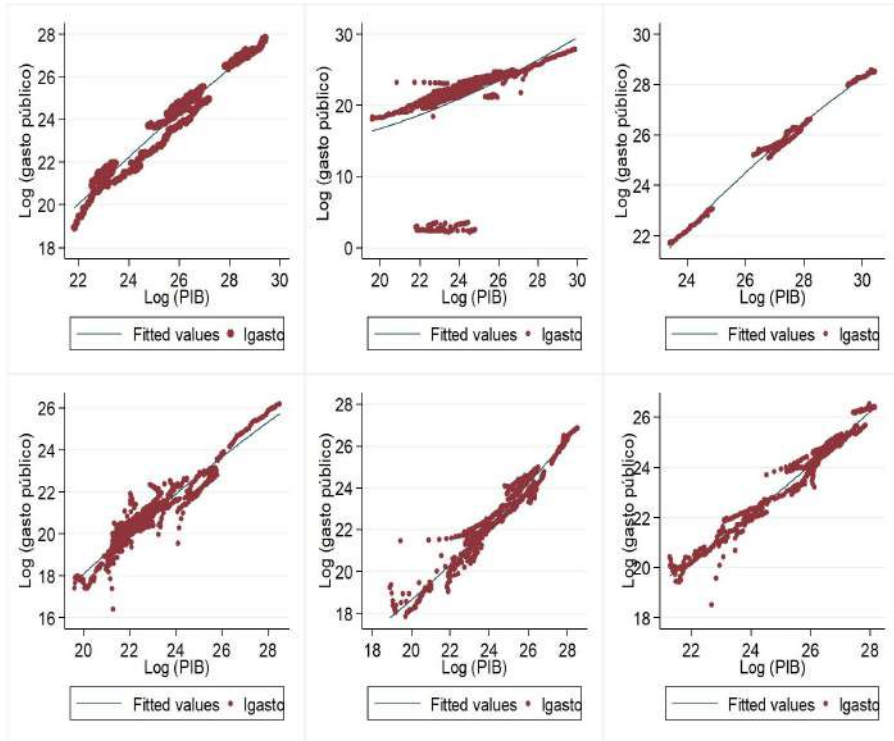 Log (gasto público)
28
26
24
22
20
18
22 24 26 28 30
Log (PIB)
Fitted values lgasto
Log (gasto público)
30
20
10
0
20 22 24 26 28 30
Log (PIB)
Fitted values lgasto
Log (gasto público)
30
28
26
24
22
24 26 28 30
Log (PIB)
Fitted values lgasto
Log (gasto público)
26
24
22
20
18
16
20 22 24 26 28
Log (PIB)
Fitted values lgasto
Log (gasto público)
28
26
24
22
20
18
18 20 22 24 26 28
Log (PIB)
Fitted values lgasto
Log (gasto público)
26
24
22
20
18
22 24 26 28
Log (PIB)
Fitted values lgasto